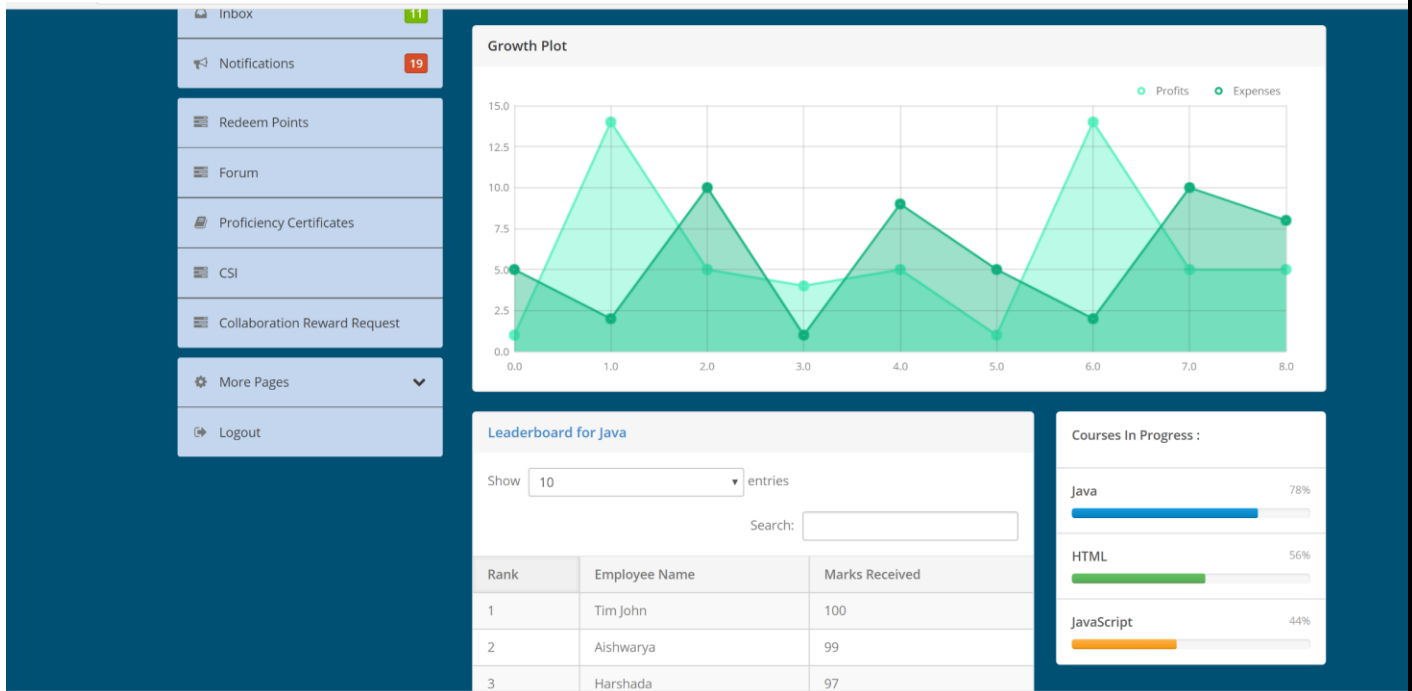 Inbox 11
Notifications 19
Redeem Points
Forum
Proficiency Certificates
CSI
Collaboration Reward Request
More Pages
Logout
Growth Plot
Profits Expenses
15.0
12.5
10.0
7.5
5.0
2.5
0.0
0.0 1.0 2.0 3.0 4.0 5.0 6.0 7.0 8.0
Leaderboard for Java
Show 10 entries
Search:
Rank Employee Name Marks Received
1 Tim John 100
2 Aishwarya 99
3 Harshada 97
Courses In Progress :
Java 78%
HTML 56%
JavaScript 44%